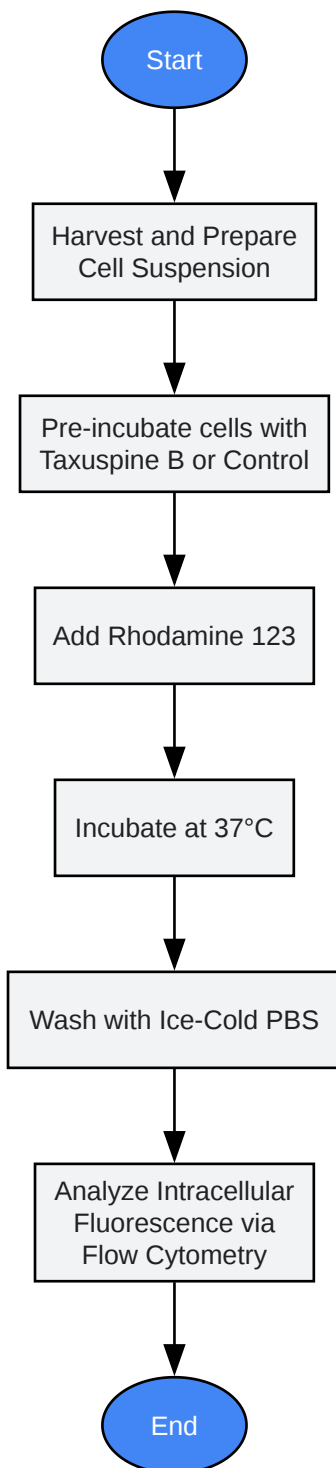 Start
Harvest and Prepare
Cell Suspension
Pre-incubate cells with
Taxuspine B or Control
Add Rhodamine 123
Incubate at 37°C
Wash with Ice-Cold PBS
Analyze Intracellular
Fluorescence via
Flow Cytometry
End